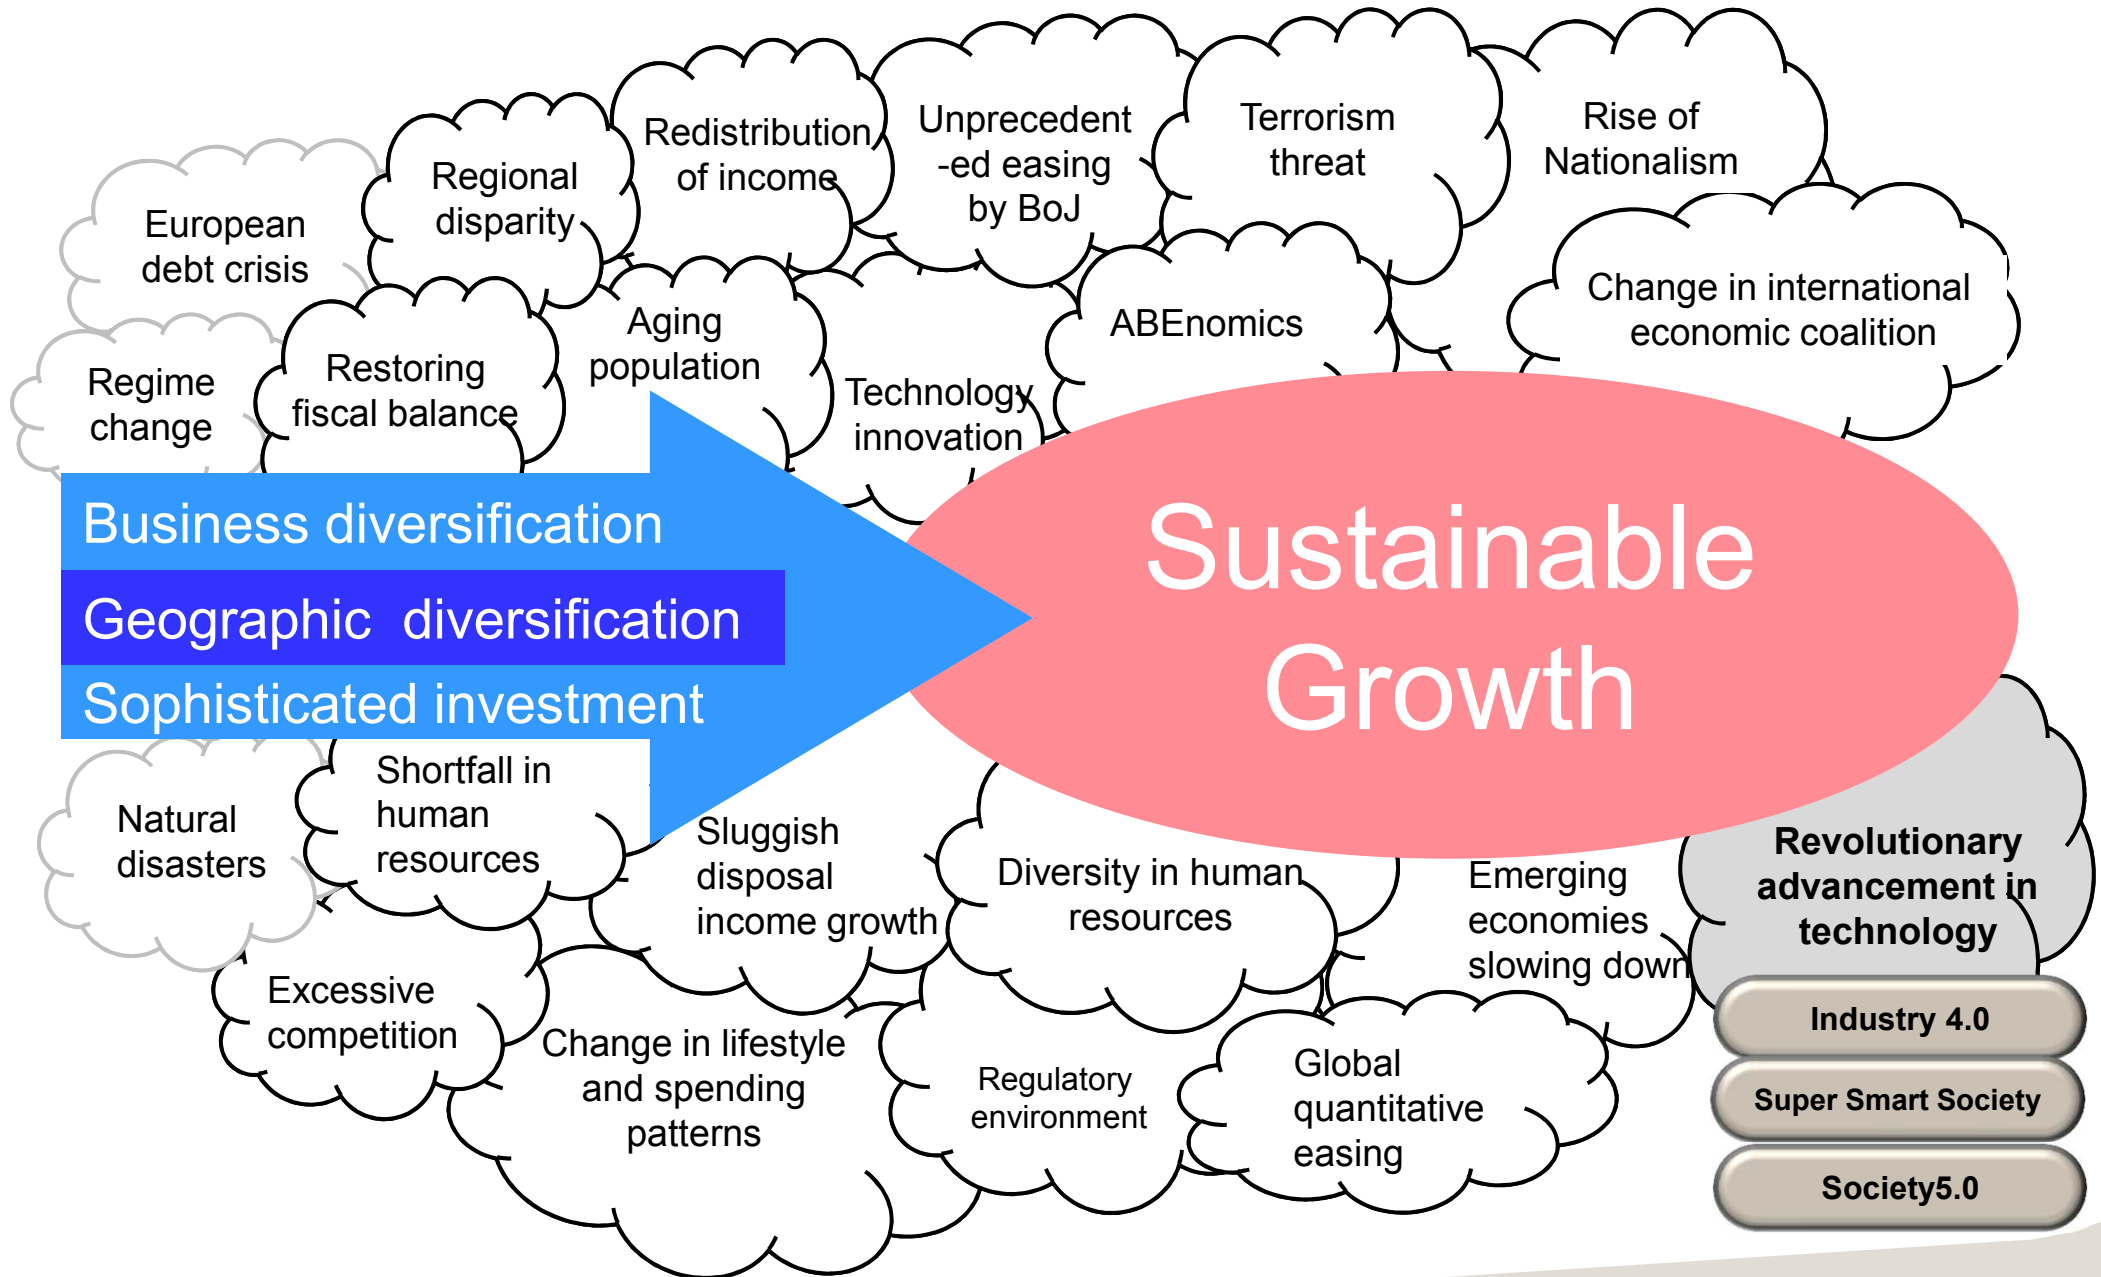 Redistribution
of income
Unprecedent
-ed easing
by BoJ
Terrorism
threat
Rise of
Nationalism
Regional
disparity
European
debt crisis
Change in international
economic coalition
Aging
population
ABEnomics
Regime
change
Restoring
fiscal balance
Technology
innovation
Business diversification
Geographic  diversification
Sophisticated investment
Sustainable
Growth
Natural
disasters
Shortfall in
human
resources
Sluggish
disposal
income growth
Diversity in human
resources
Emerging
economies
slowing down
Revolutionary
advancement in
technology
Excessive
competition
Change in lifestyle
and spending
patterns
Regulatory
environment
Global
quantitative
easing
Industry 4.0
Super Smart Society
Society5.0